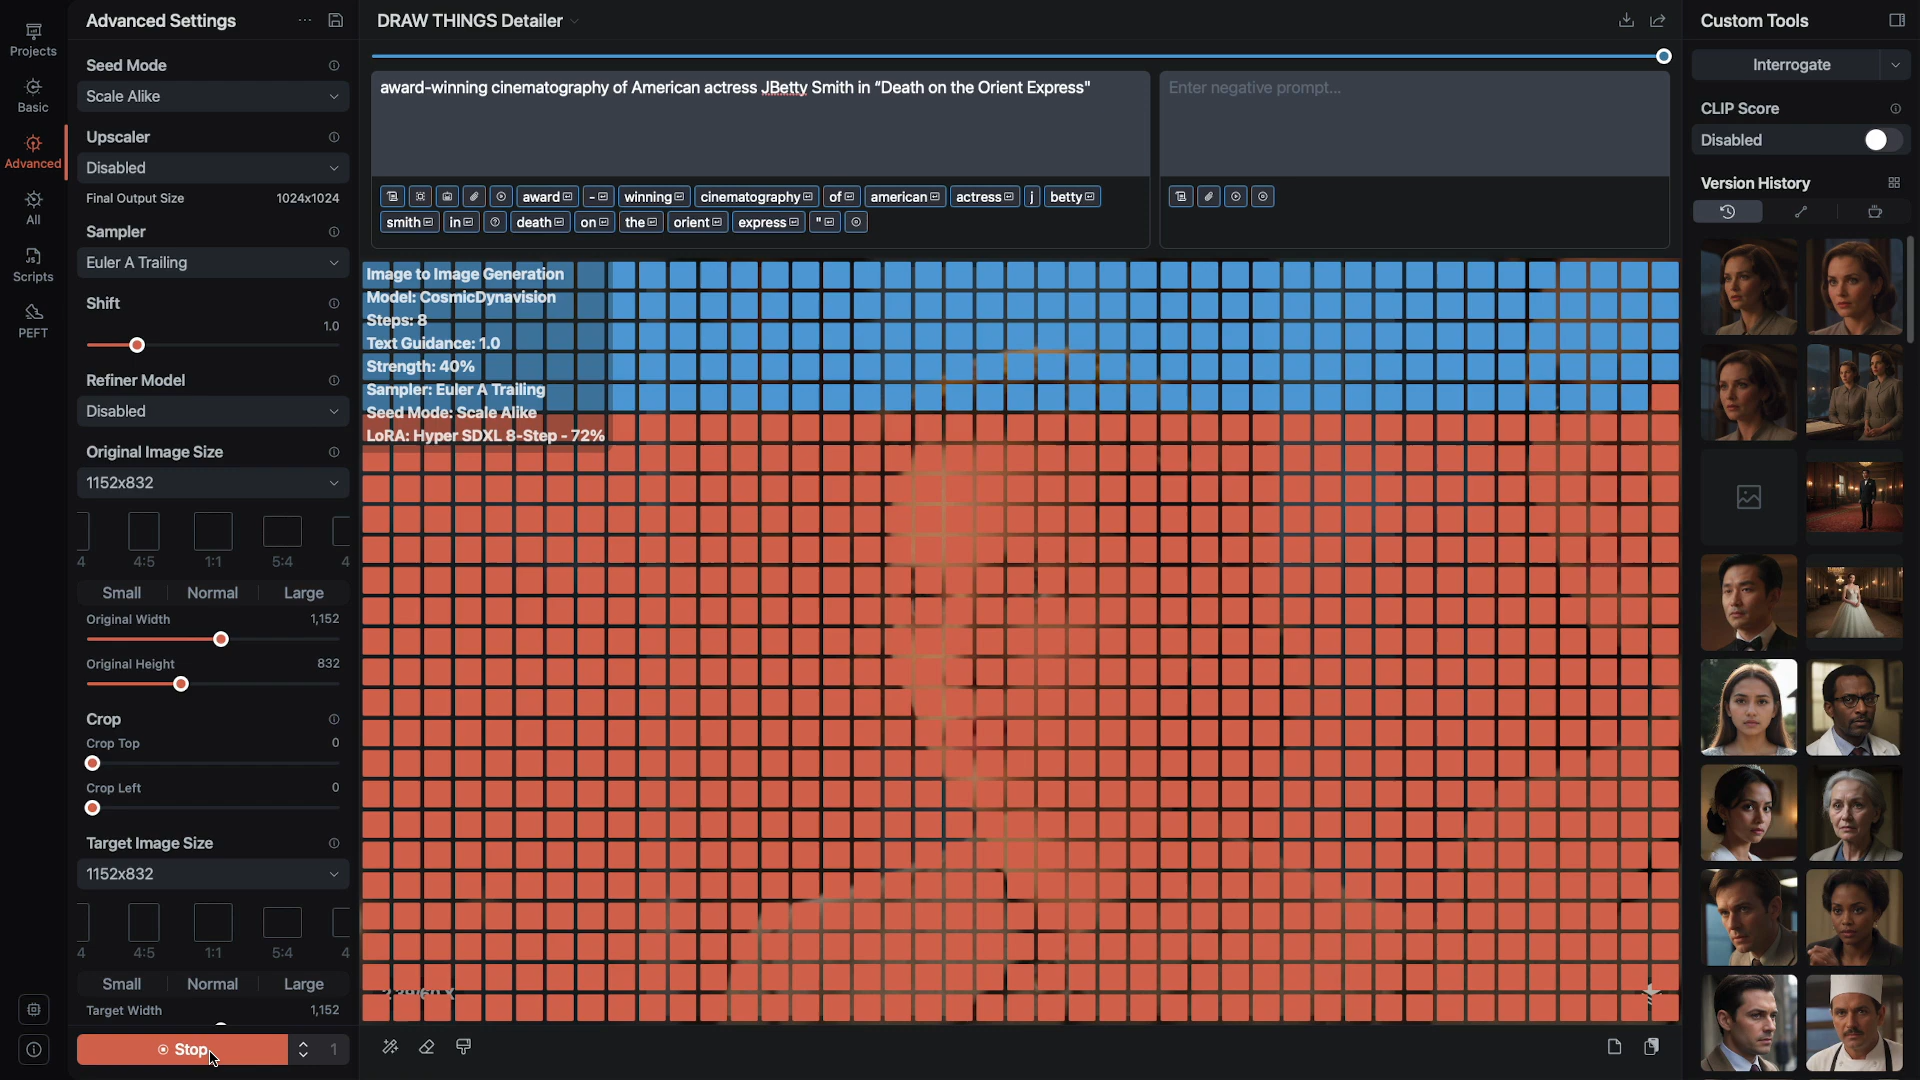 Projects
Basic
Advanced
All
Scripts
PEFT
Advanced Settings
Seed Mode
Scale Alike
Upscaler
Disabled
Final Output Size 1024x1024
Sampler
Euler A Trailing
Shift
1.0
Refiner Model
Disabled
Original Image Size
1152x832
4 4:5 1:1 5:4 4
Small Normal Large
Original Width 1,152
Original Height 832
Crop
Crop Top 0
Crop Left 0
Target Image Size
1152x832
4 4:5 1:1 5:4 4
Small Normal Large
Target Width 1,152
Stop 1
DRAW THINGS Detailer
award-winning cinematography of American actress JBetty Smith in “Death on the Orient Express"
award - winning cinematography of american actress j betty
smith in death on the orient express "
Enter negative prompt...
Image to Image Generation
Model: CosmicDynavision
Steps: 8
Text Guidance: 1.0
Strength: 40%
Sampler: Euler A Trailing
Seed Mode: Scale Alike
LoRA: Hyper SDXL 8-Step - 72%
Custom Tools
Interrogate
CLIP Score
Disabled
Version History